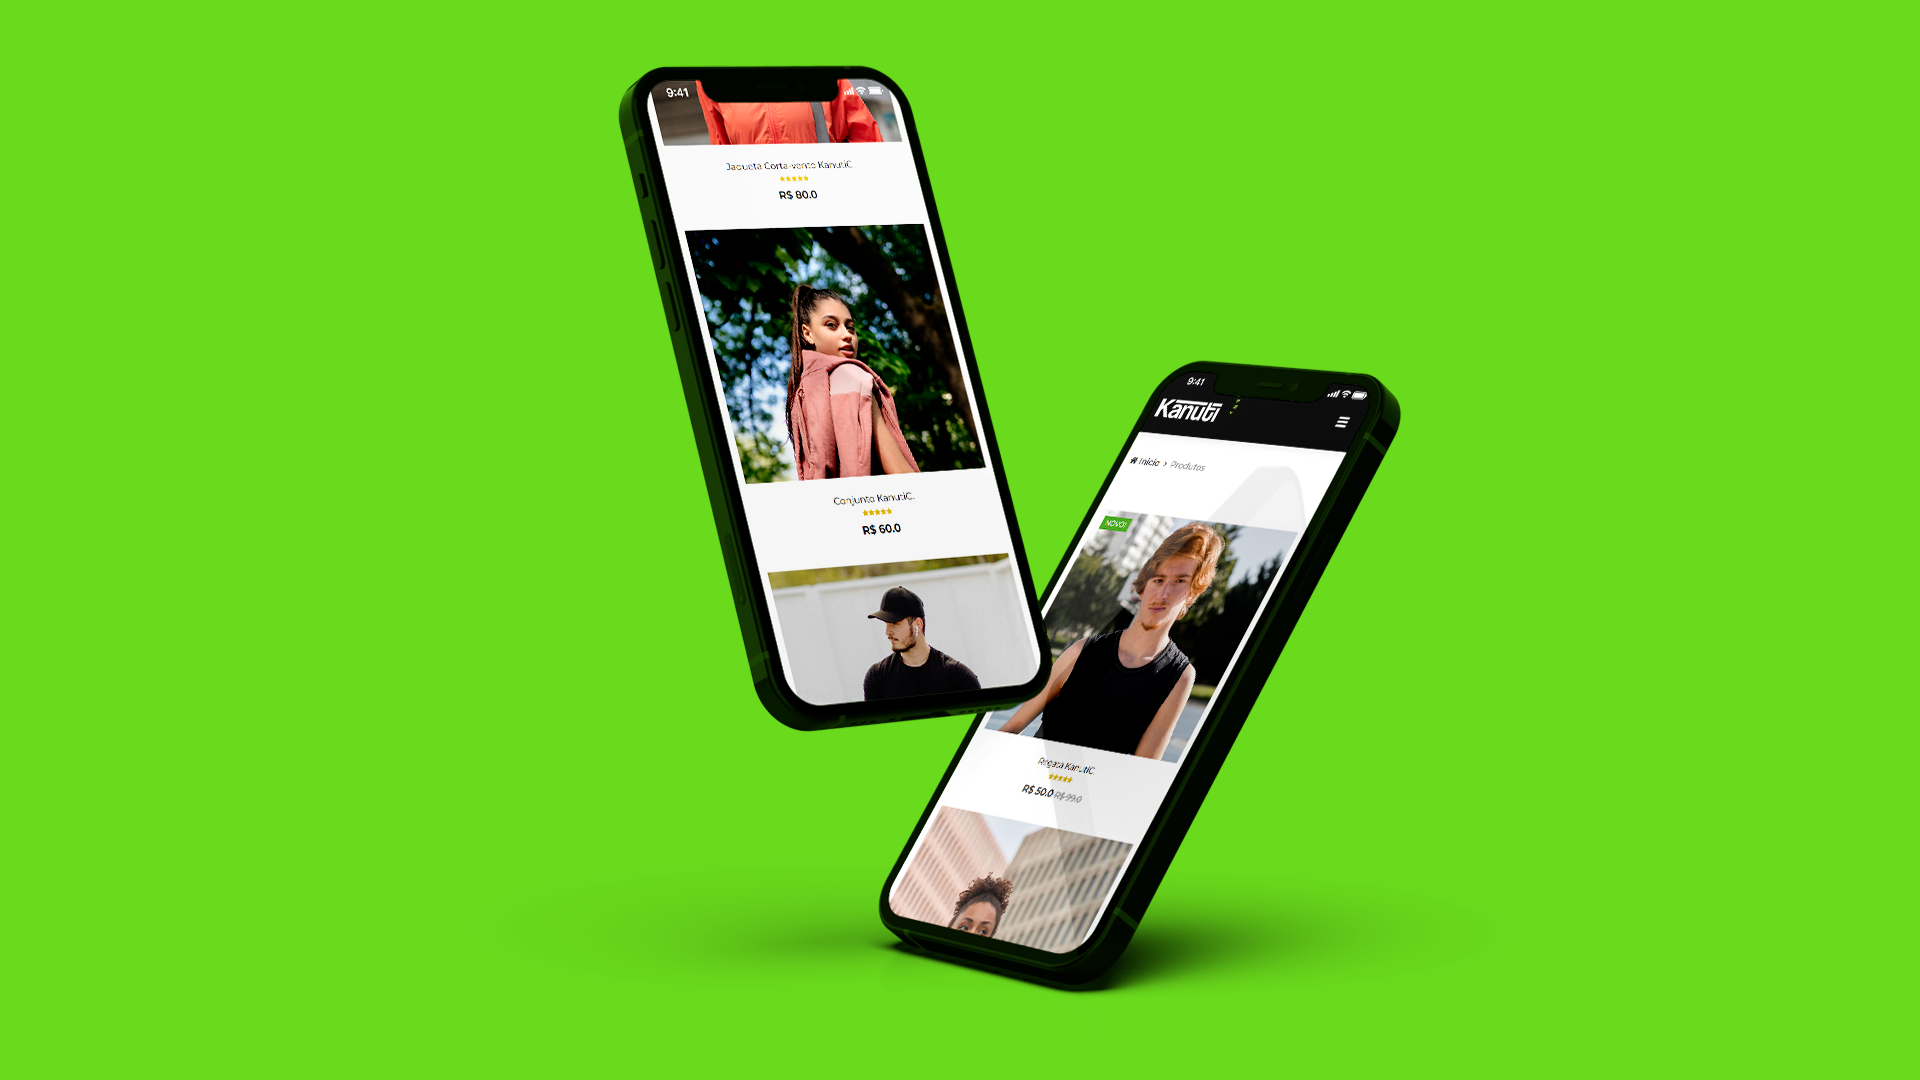 9:41
Jaqueta Corta-vento KanutiC
R$ 80.0
Conjunto KanutiC.
R$ 60.0
9:41
Kanuti
Início > Produtos
NOVO!
Regata KanutiC
R$ 50.0 R$ 99.0